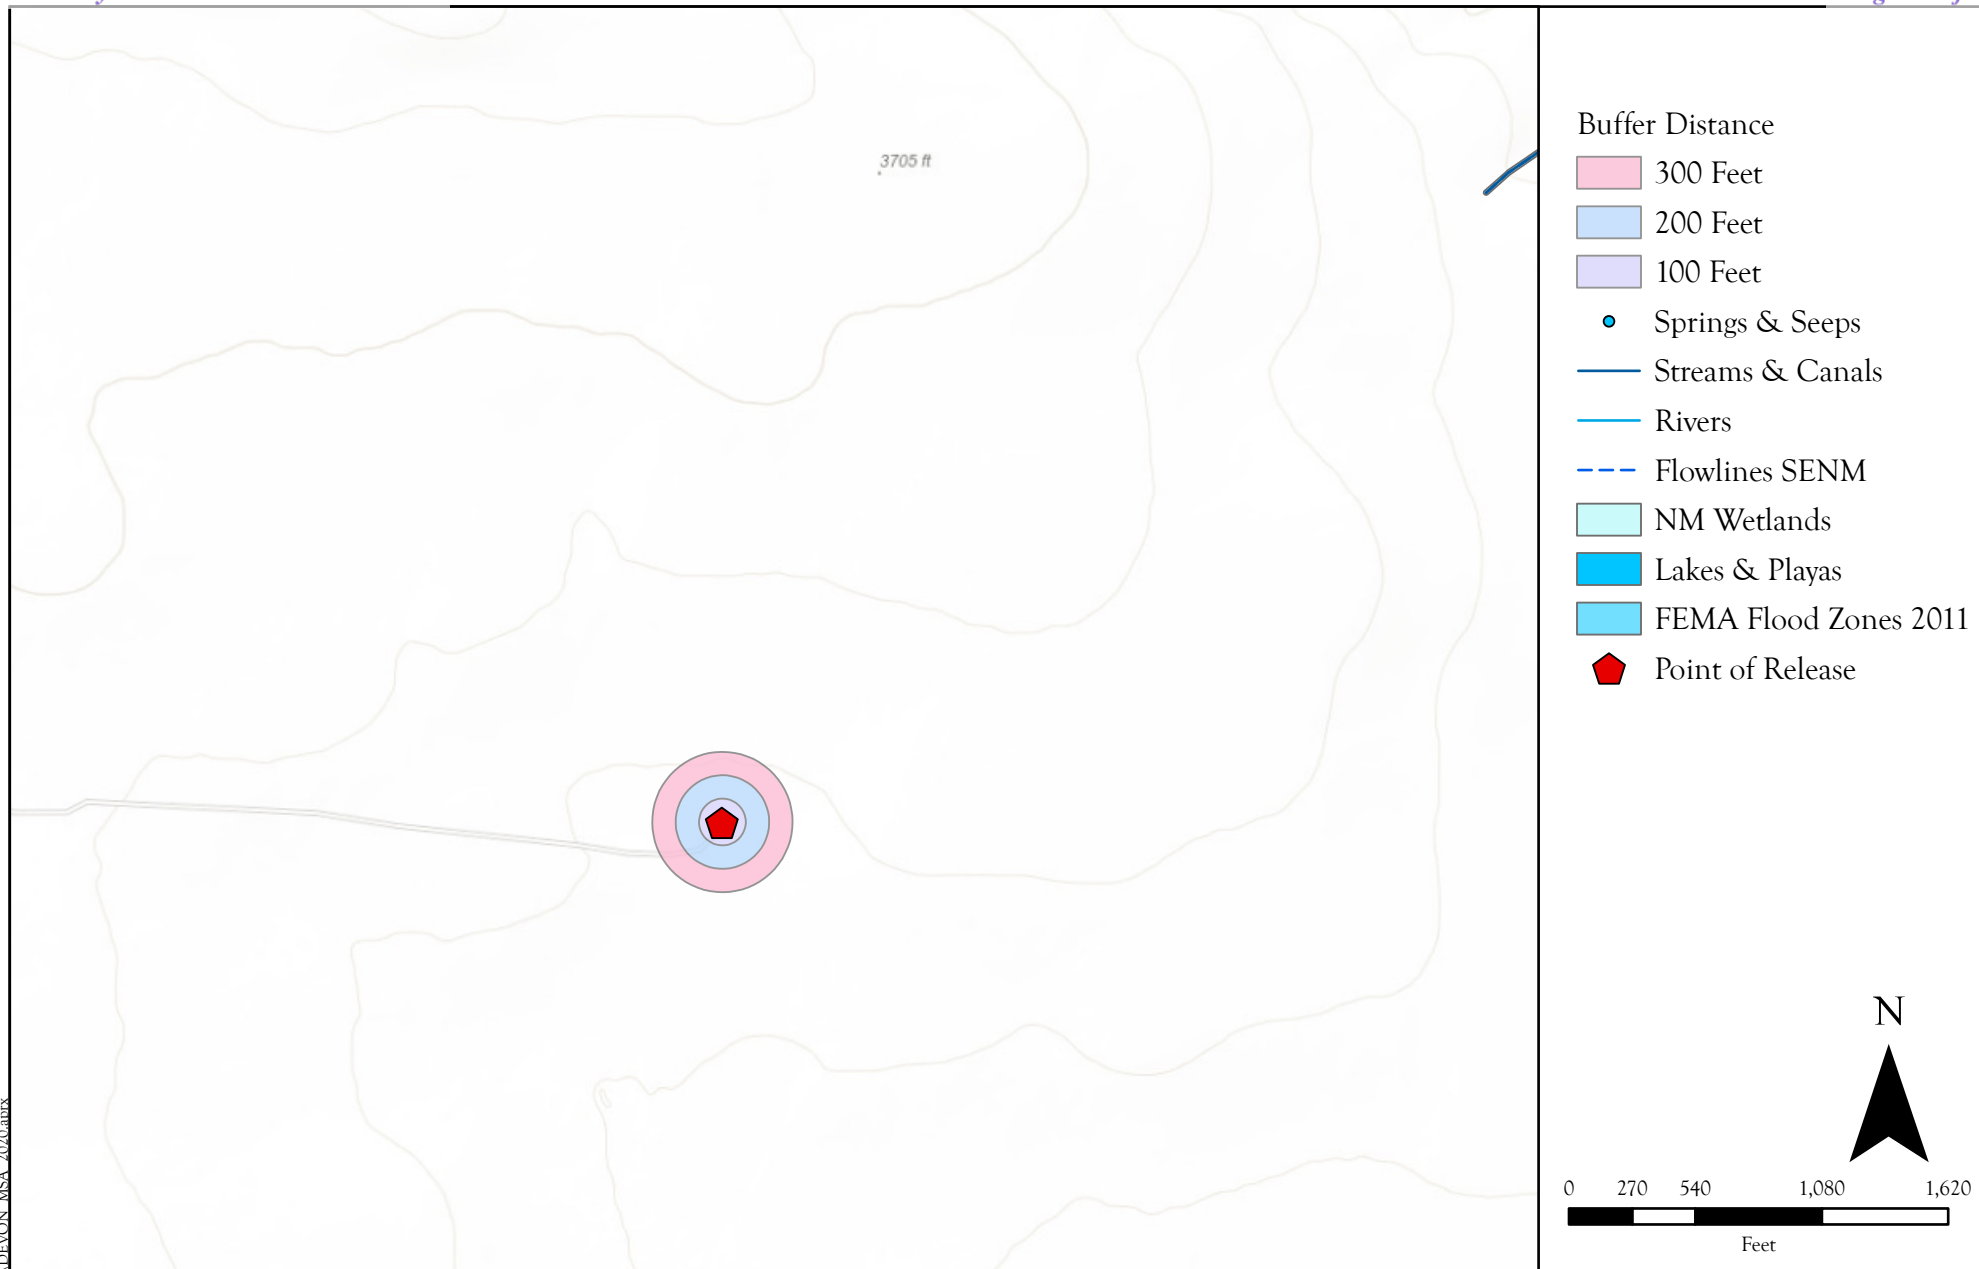 3705 ft
Buffer Distance
300 Feet
200 Feet
100 Feet
Springs & Seeps
Streams & Canals
Rivers
Flowlines SENM
NM Wetlands
Lakes & Playas
FEMA Flood Zones 2011
Point of Release
N
0 270 540 1,080 1,620
Feet